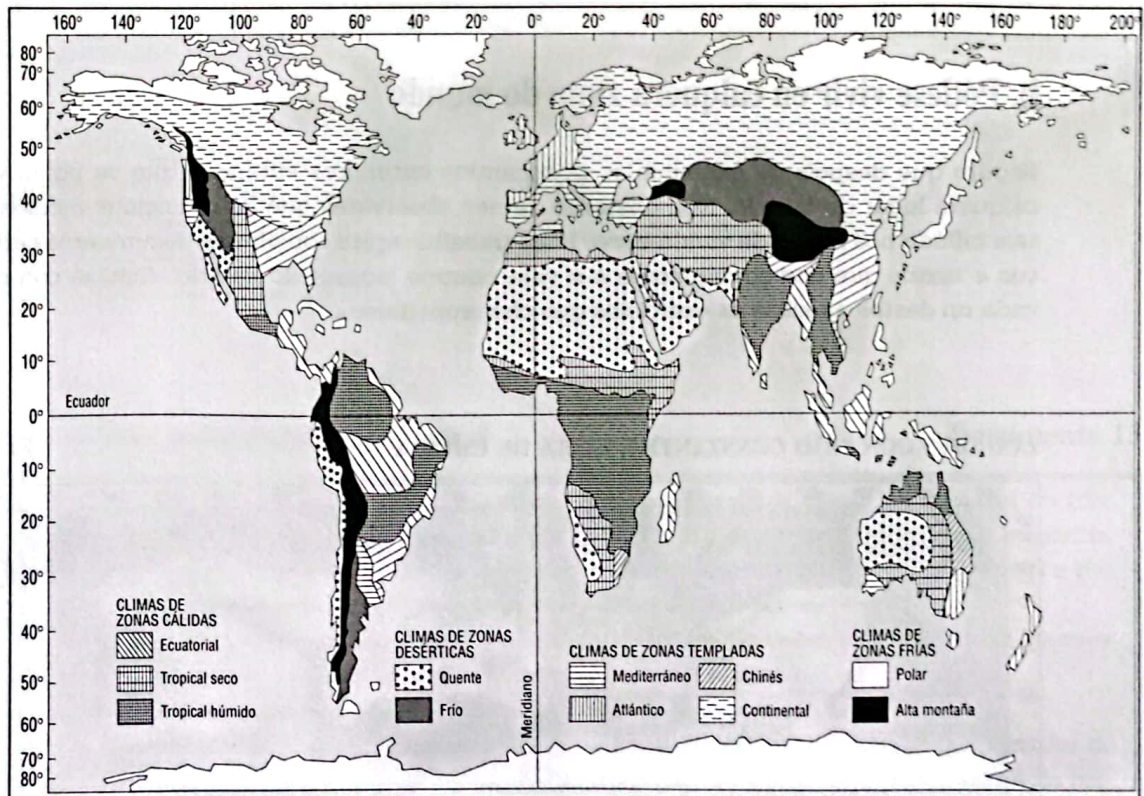 160° 140° 120° 100° 80° 60° 40° 20° 0° 20° 40° 60° 80° 100° 120° 140° 160° 180° 200°
80°
70°
60°
50°
40°
30°
20°
10°
Ecuador
0°
10°
20°
30°
40°
50°
60°
70°
80°
CLIMAS DE
ZONAS CÁLIDAS
Ecuatorial
Tropical seco
Tropical húmido
CLIMAS DE ZONAS
DESÉRTICAS
Quente
Frío
Meridiano
CLIMAS DE ZONAS TEMPLADAS
Mediterráneo
Atlántico
Chinés
Continental
CLIMAS DE
ZONAS FRÍAS
Polar
Alta montaña